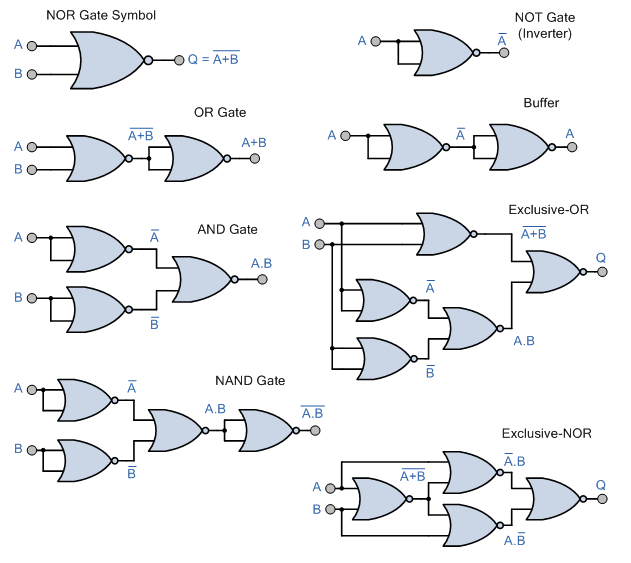 NOR Gate Symbol
A
B
Q = A̅+̅B̅
NOT Gate
(Inverter)
A
A̅
OR Gate
A
B
A̅+̅B̅
A+B
Buffer
A
A̅
A
AND Gate
A
A̅
B
B̅
A.B
Exclusive-OR
A
B
A̅+̅B̅
A̅
B̅
A.B
Q
NAND Gate
A
A̅
B
B̅
A.B
A̅.̅B̅
Exclusive-NOR
A
B
A̅+̅B̅
A̅.B
A.B̅
Q